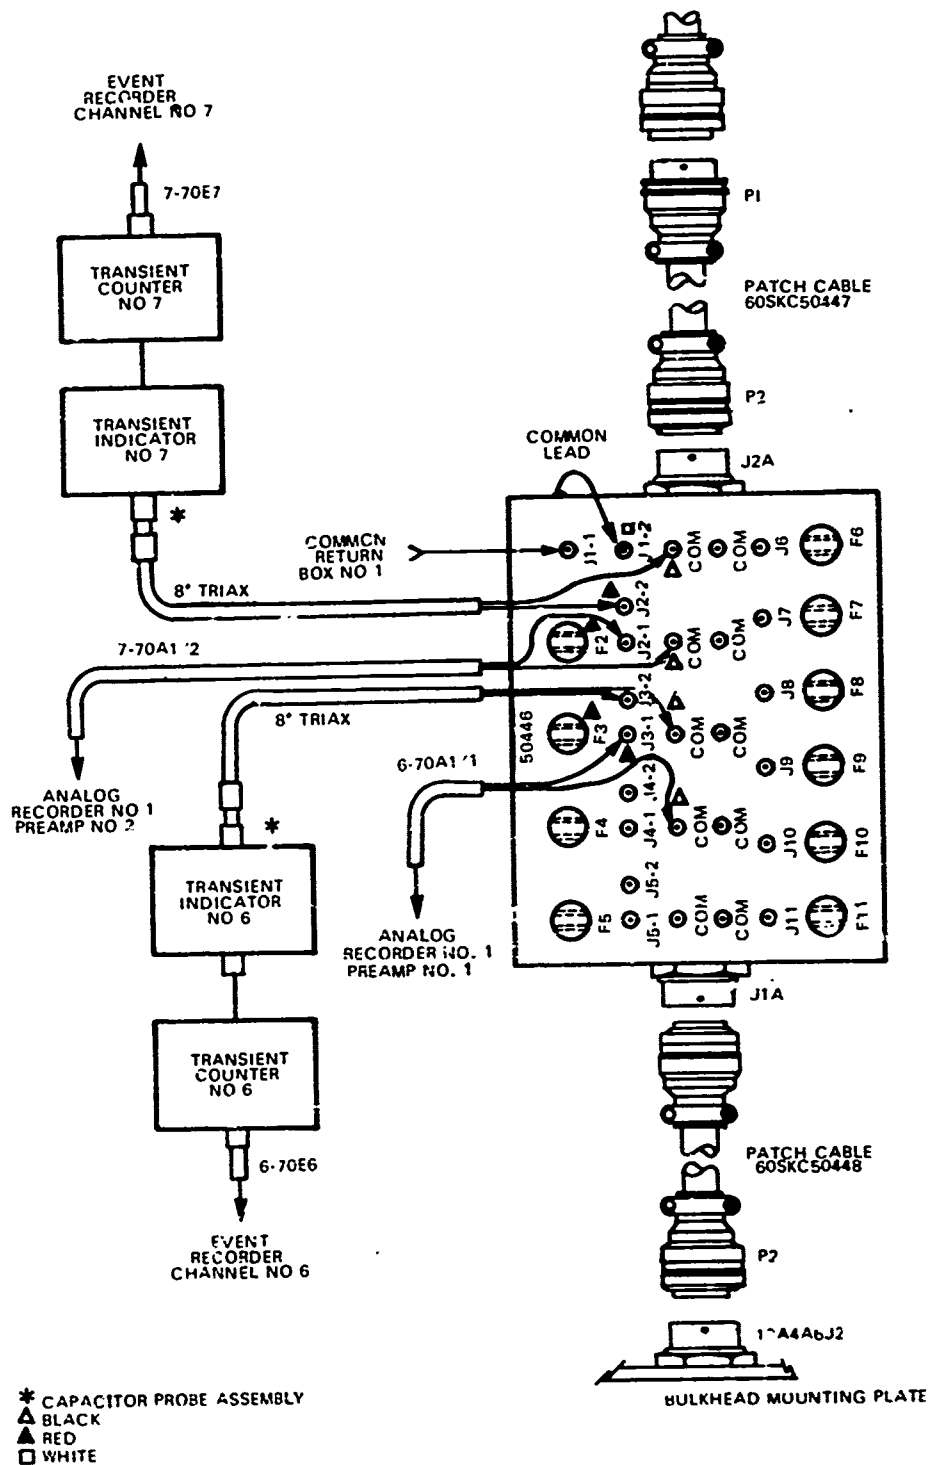 EVENT
RECORDER
CHANNEL NO 7
7-70E7
TRANSIENT
COUNTER
NO 7
TRANSIENT
INDICATOR
NO 7
*
8" TRIAX
COMMON
RETURN
BOX NO 1
COMMON
LEAD
P1
PATCH CABLE
60SKC50447
P2
J2A
J1-1
J1-2
COM
COM
J6
F6
J2-2
F2
J2-1
COM
COM
J7
F7
J3-2
J8
F8
50446
F3
J3-1
COM
COM
J9
F9
J4-2
F4
J4-1
COM
COM
J10
F10
J5-2
F5
J5-1
COM
COM
J11
F11
7-70A1
8" TRIAX
6-70A1
ANALOG
RECORDER NO 1
PREAMP NO 2
*
TRANSIENT
INDICATOR
NO 6
ANALOG
RECORDER NO. 1
PREAMP NO. 1
TRANSIENT
COUNTER
NO 6
6-70E6
EVENT
RECORDER
CHANNEL NO 6
J1A
PATCH CABLE
60SKC50448
P2
BULKHEAD MOUNTING PLATE
* CAPACITOR PROBE ASSEMBLY
△ BLACK
▲ RED
□ WHITE